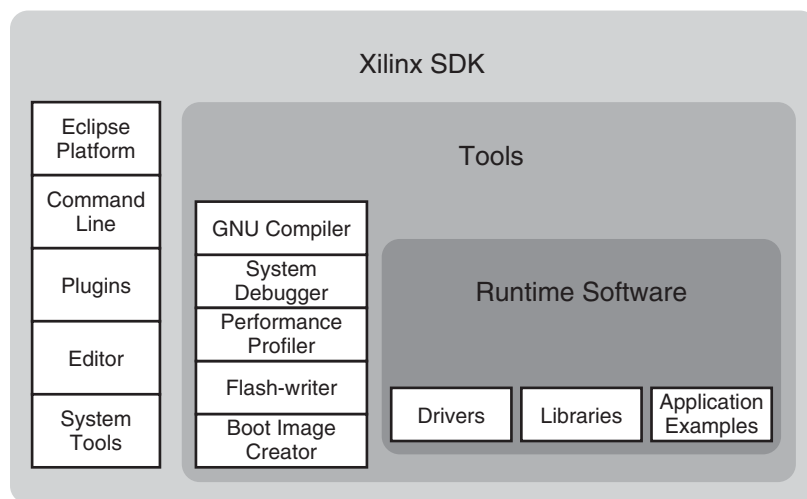 Xilinx SDK
Eclipse
Platform
Command
Line
Plugins
Editor
System
Tools
Tools
GNU Compiler
System
Debugger
Performance
Profiler
Flash-writer
Boot Image
Creator
Runtime Software
Drivers
Libraries
Application
Examples